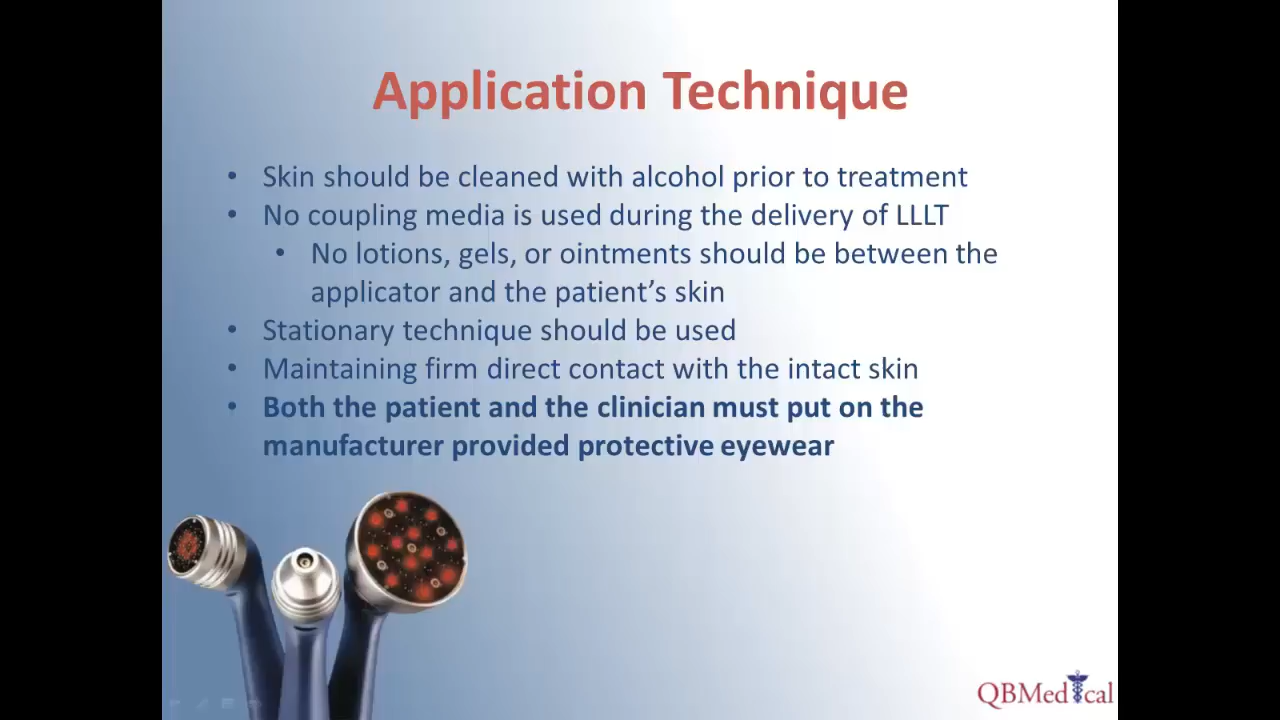 Application Technique
• Skin should be cleaned with alcohol prior to treatment
• No coupling media is used during the delivery of LLLT
• No lotions, gels, or ointments should be between the
applicator and the patient's skin
• Stationary technique should be used
• Maintaining firm direct contact with the intact skin
• Both the patient and the clinician must put on the
manufacturer provided protective eyewear
QBMedical